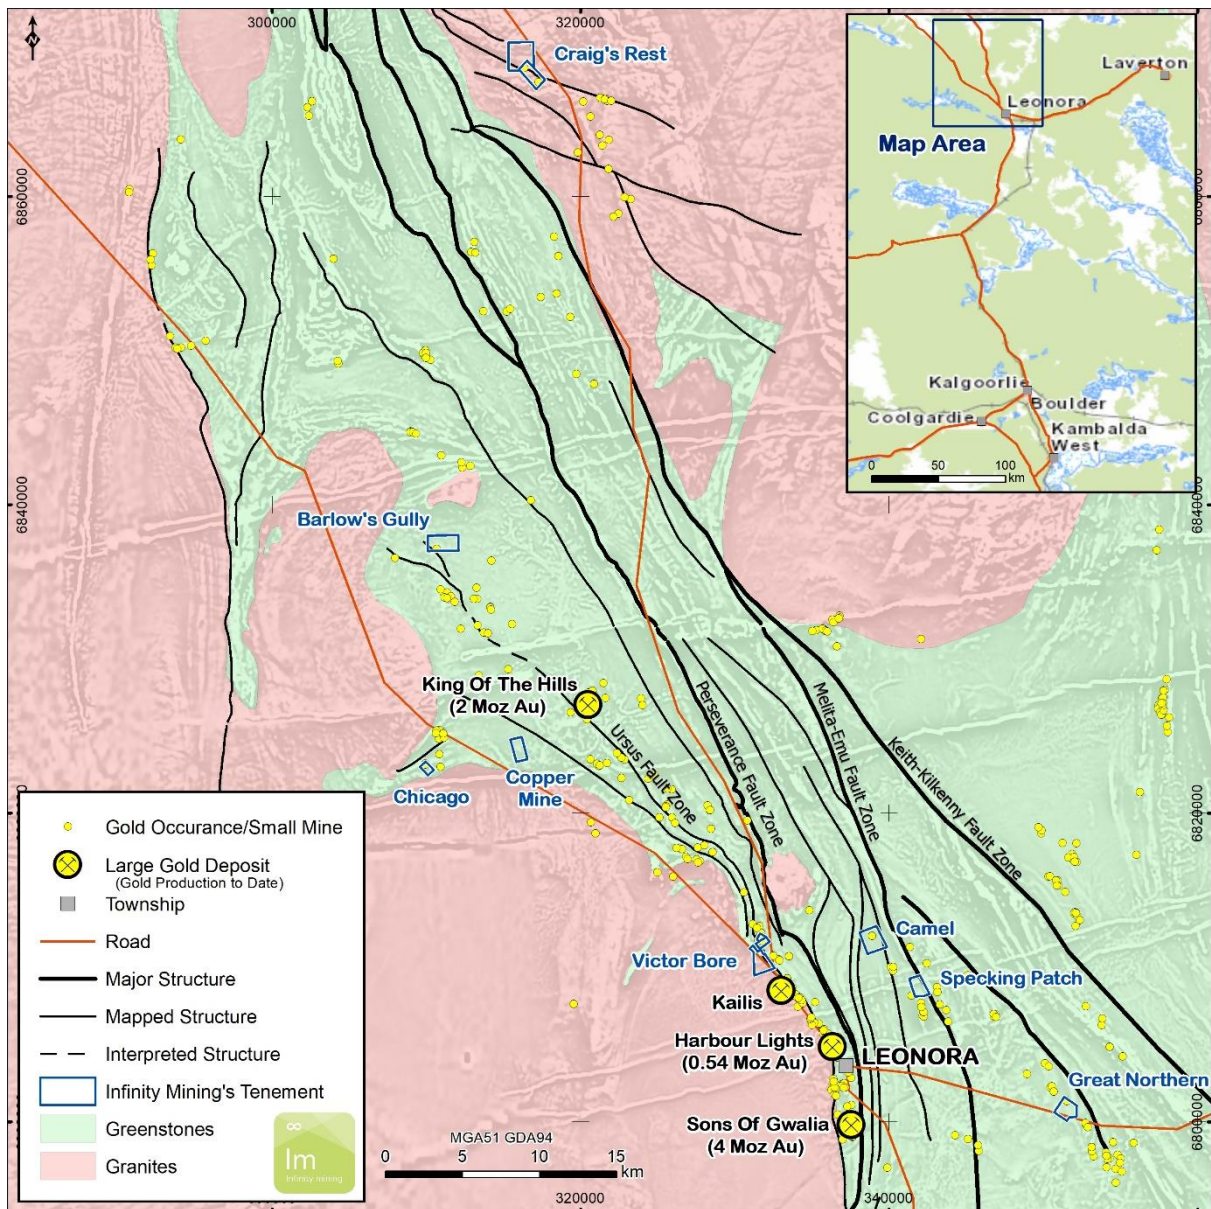 300000
320000
N
Craig's Rest
Laverton
Leonora
Map Area
6860000
Kalgoorlie
Boulder
Coolgardie
Kambalda
West
0 50 100
km
6840000
6840000
Barlow's Gully
King Of The Hills
(2 Moz Au)
Ursus Fault Zone
Perseverance Fault Zone
Melita-Emu Fault Zone
Keith-Kilkenny Fault Zone
Copper
Mine
Chicago
6820000
Camel
Victor Bore
Specking Patch
Kailis
Harbour Lights
(0.54 Moz Au)
LEONORA
Great Northern
Sons Of Gwalia
(4 Moz Au)
6800000
Gold Occurance/Small Mine
Large Gold Deposit
(Gold Production to Date)
Township
Road
Major Structure
Mapped Structure
Interpreted Structure
Infinity Mining's Tenement
Greenstones
Granites
∞
Im
Infinity mining
MGA51 GDA94
0 5 10 15
km
320000
340000